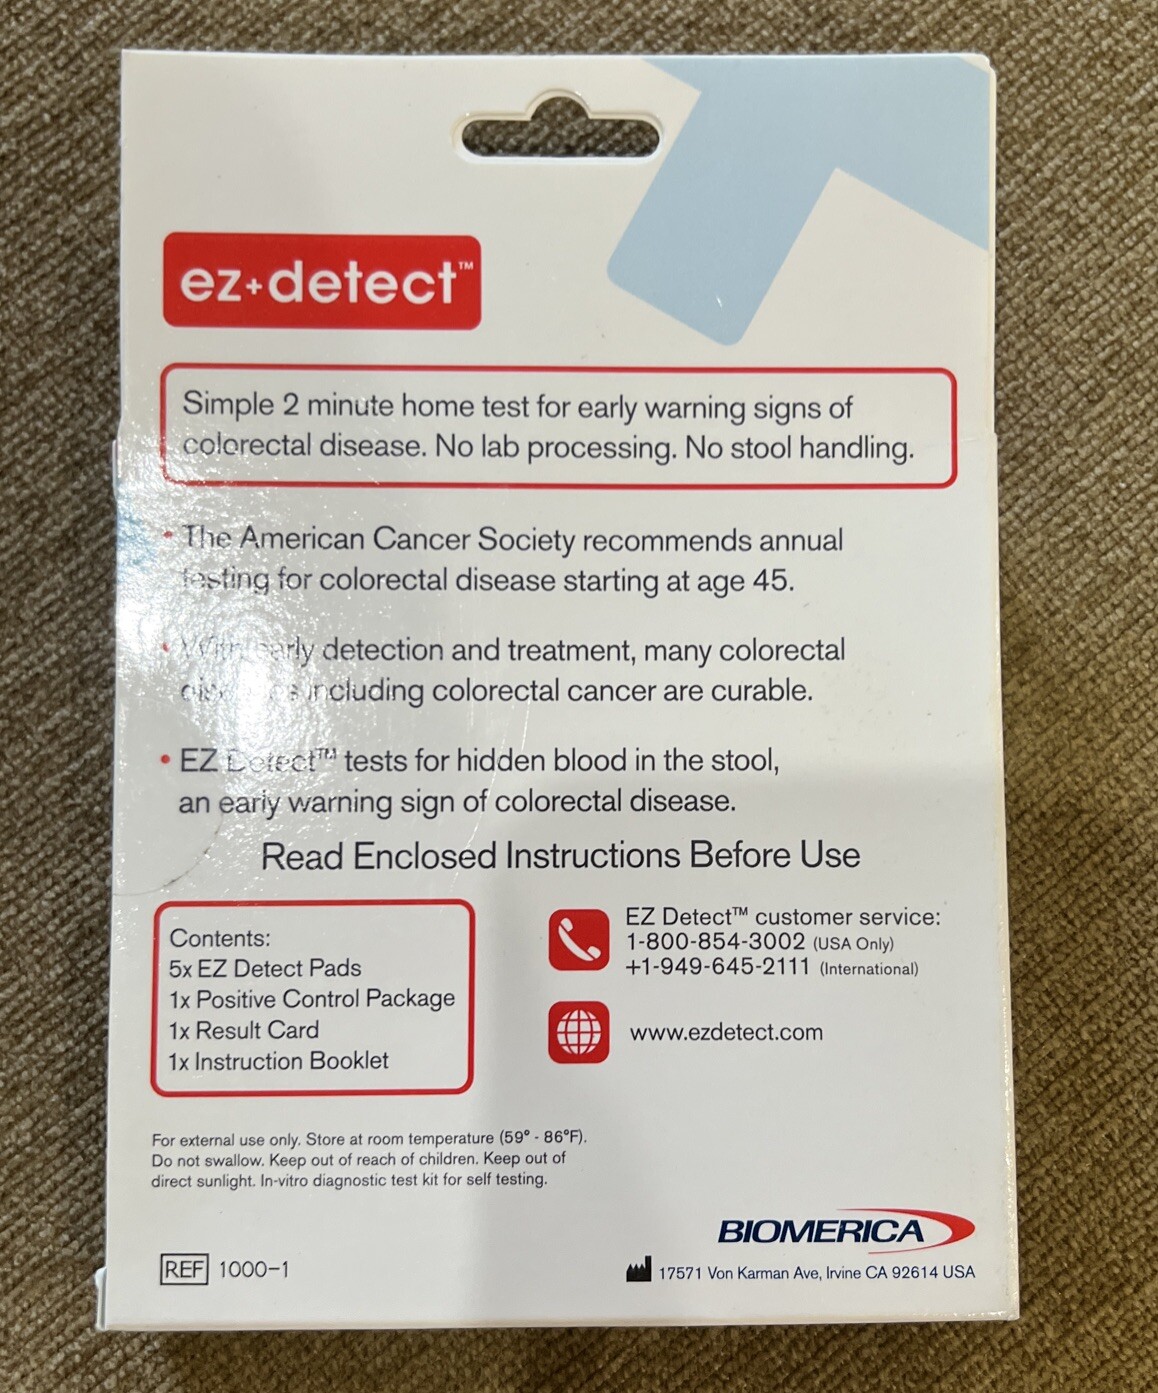 ez+detect™
Simple 2 minute home test for early warning signs of
colorectal disease. No lab processing. No stool handling.
• The American Cancer Society recommends annual
testing for colorectal disease starting at age 45.
• With early detection and treatment, many colorectal
including colorectal cancer are curable.
• EZ Detect™ tests for hidden blood in the stool,
an early warning sign of colorectal disease.
Read Enclosed Instructions Before Use
Contents:
5x EZ Detect Pads
1x Positive Control Package
1x Result Card
1x Instruction Booklet
EZ Detect™ customer service:
1-800-854-3002 (USA Only)
+1-949-645-2111 (International)
www.ezdetect.com
For external use only. Store at room temperature (59° - 86°F).
Do not swallow. Keep out of reach of children. Keep out of
direct sunlight. In-vitro diagnostic test kit for self testing.
REF 1000-1
BIOMERICA
17571 Von Karman Ave, Irvine CA 92614 USA